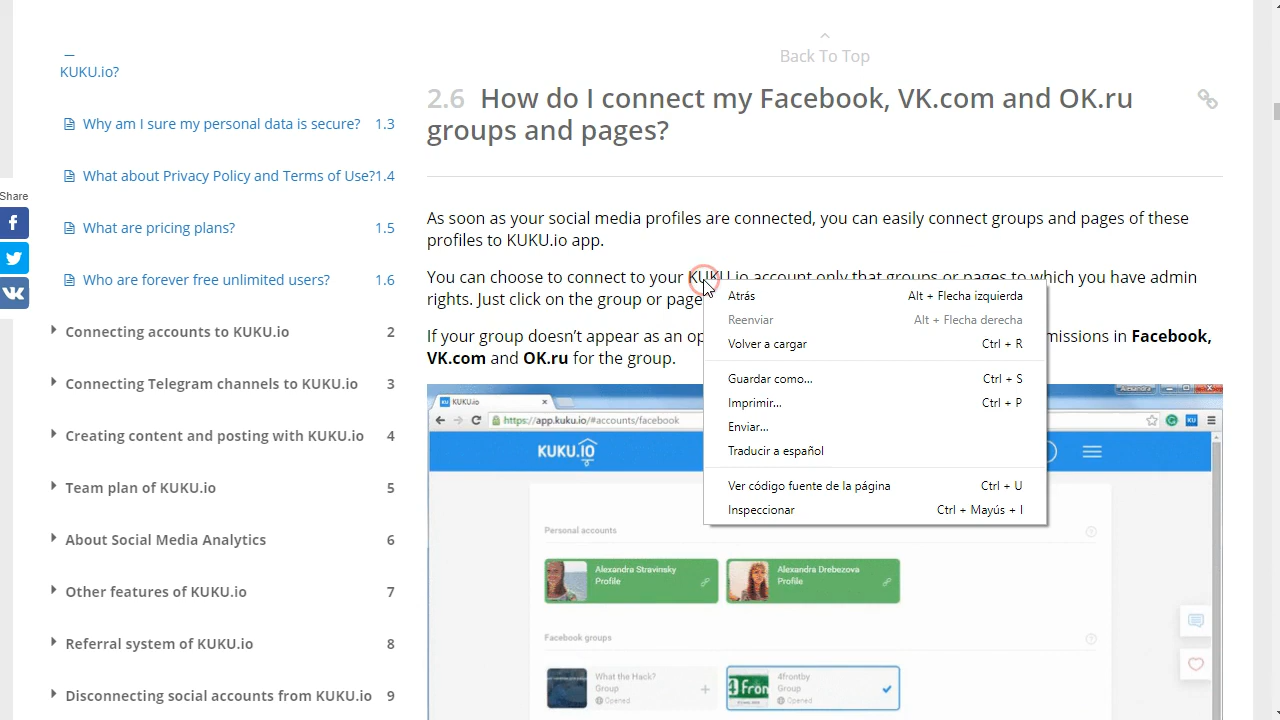 KUKU.io?
Why am I sure my personal data is secure? 1.3
What about Privacy Policy and Terms of Use? 1.4
What are pricing plans? 1.5
Who are forever free unlimited users? 1.6
Connecting accounts to KUKU.io 2
Connecting Telegram channels to KUKU.io 3
Creating content and posting with KUKU.io 4
Team plan of KUKU.io 5
About Social Media Analytics 6
Other features of KUKU.io 7
Referral system of KUKU.io 8
Disconnecting social accounts from KUKU.io 9
Share
Back To Top
2.6 How do I connect my Facebook, VK.com and OK.ru
groups and pages?
As soon as your social media profiles are connected, you can easily connect groups and pages of these
profiles to KUKU.io app.
You can choose to connect to your KUKU.io account only that groups or pages to which you have admin
rights. Just click on the group or page
If your group doesn't appear as an op missions in Facebook,
VK.com and OK.ru for the group.
Atrás Alt + Flecha izquierda
Reenviar Alt + Flecha derecha
Volver a cargar Ctrl + R
Guardar como... Ctrl + S
Imprimir... Ctrl + P
Enviar...
Traducir a español
Ver código fuente de la página Ctrl + U
Inspeccionar Ctrl + Mayús + I
KUKU.io
https://app.kuku.io/#accounts/facebook
KUKU.IO
Personal accounts
Alexandra Stravinsky
Profile
Alexandra Drebezova
Profile
Facebook groups
What the Hack?
Group
Opened
4frontby
Group
Opened